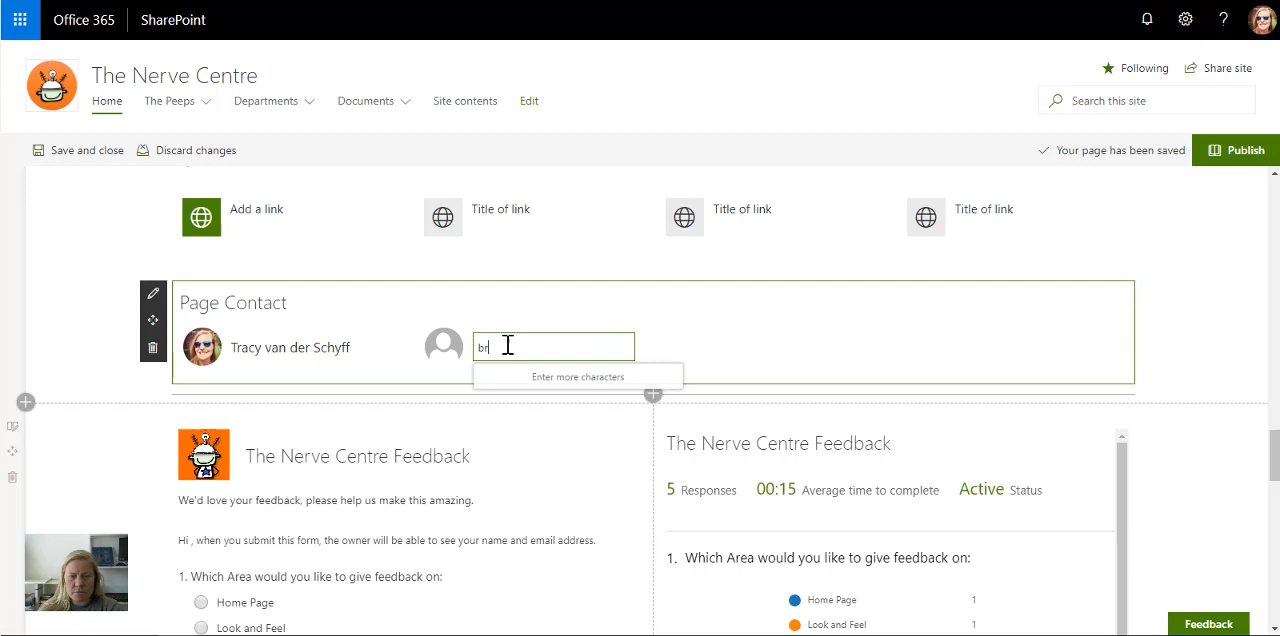 Office 365 SharePoint ?
The Nerve Centre
Following Share site
Home The Peeps Departments Documents Site contents Edit
Search this site
Save and close Discard changes Your page has been saved Publish
Add a link Title of link Title of link Title of link
Page Contact
Tracy van der Schyff br
Enter more characters
The Nerve Centre Feedback
We'd love your feedback, please help us make this amazing.
Hi , when you submit this form, the owner will be able to see your name and email address.
1. Which Area would you like to give feedback on:
Home Page
Look and Feel
The Nerve Centre Feedback
5 Responses 00:15 Average time to complete Active Status
1. Which Area would you like to give feedback on:
Home Page 1
Look and Feel 1
Feedback